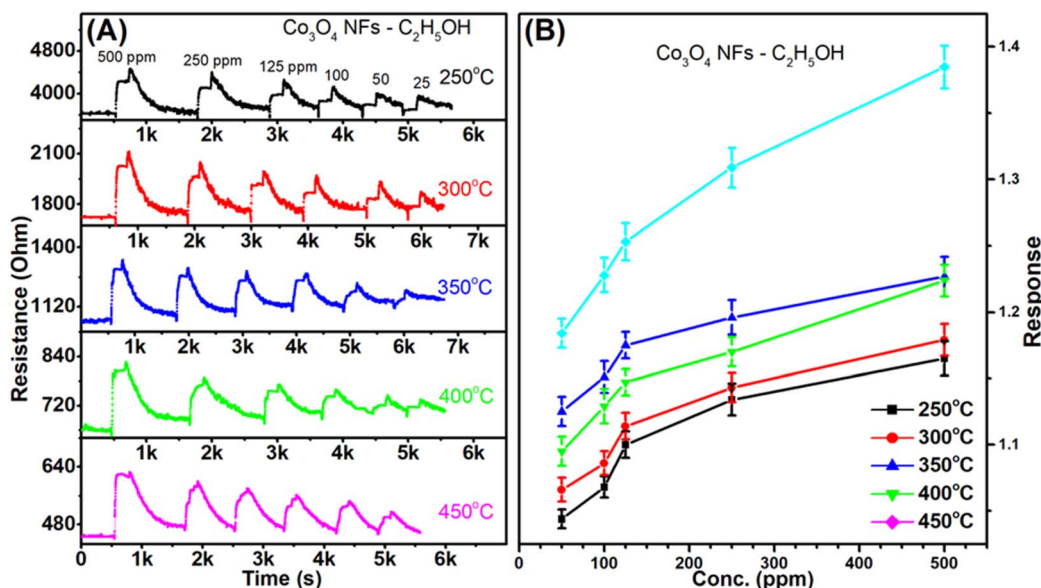 (A)
Co3O4 NFs - C2H5OH
500 ppm 250 ppm 125 ppm 100 50 25
250°C
4800
4000
1k 2k 3k 4k 5k 6k
2100
1800
300°C
1k 2k 3k 4k 5k 6k 7k
1400
1120
350°C
1k 2k 3k 4k 5k 6k 7k
840
720
400°C
1k 2k 3k 4k 5k 6k
640
480
450°C
0 1k 2k 3k 4k 5k 6k
Time (s)
Resistance (Ohm)
(B)
Co3O4 NFs - C2H5OH
1.4
1.3
1.2
1.1
Response
250°C
300°C
350°C
400°C
450°C
0 100 200 300 400 500
Conc. (ppm)